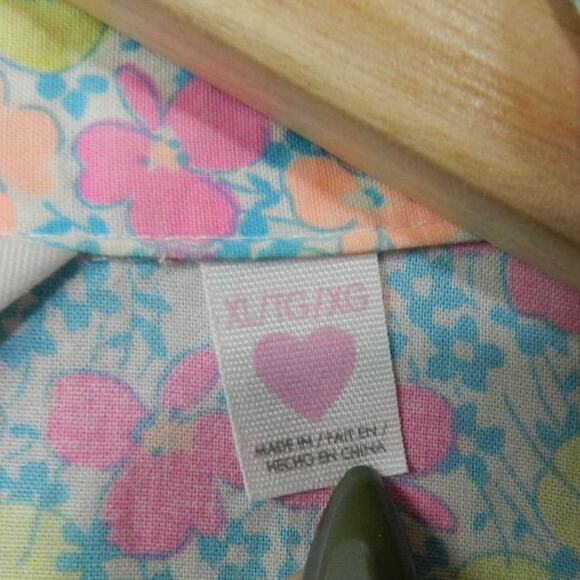 XL/TG/XG
MADE IN / FAIT EN /
HECHO EN CHINA